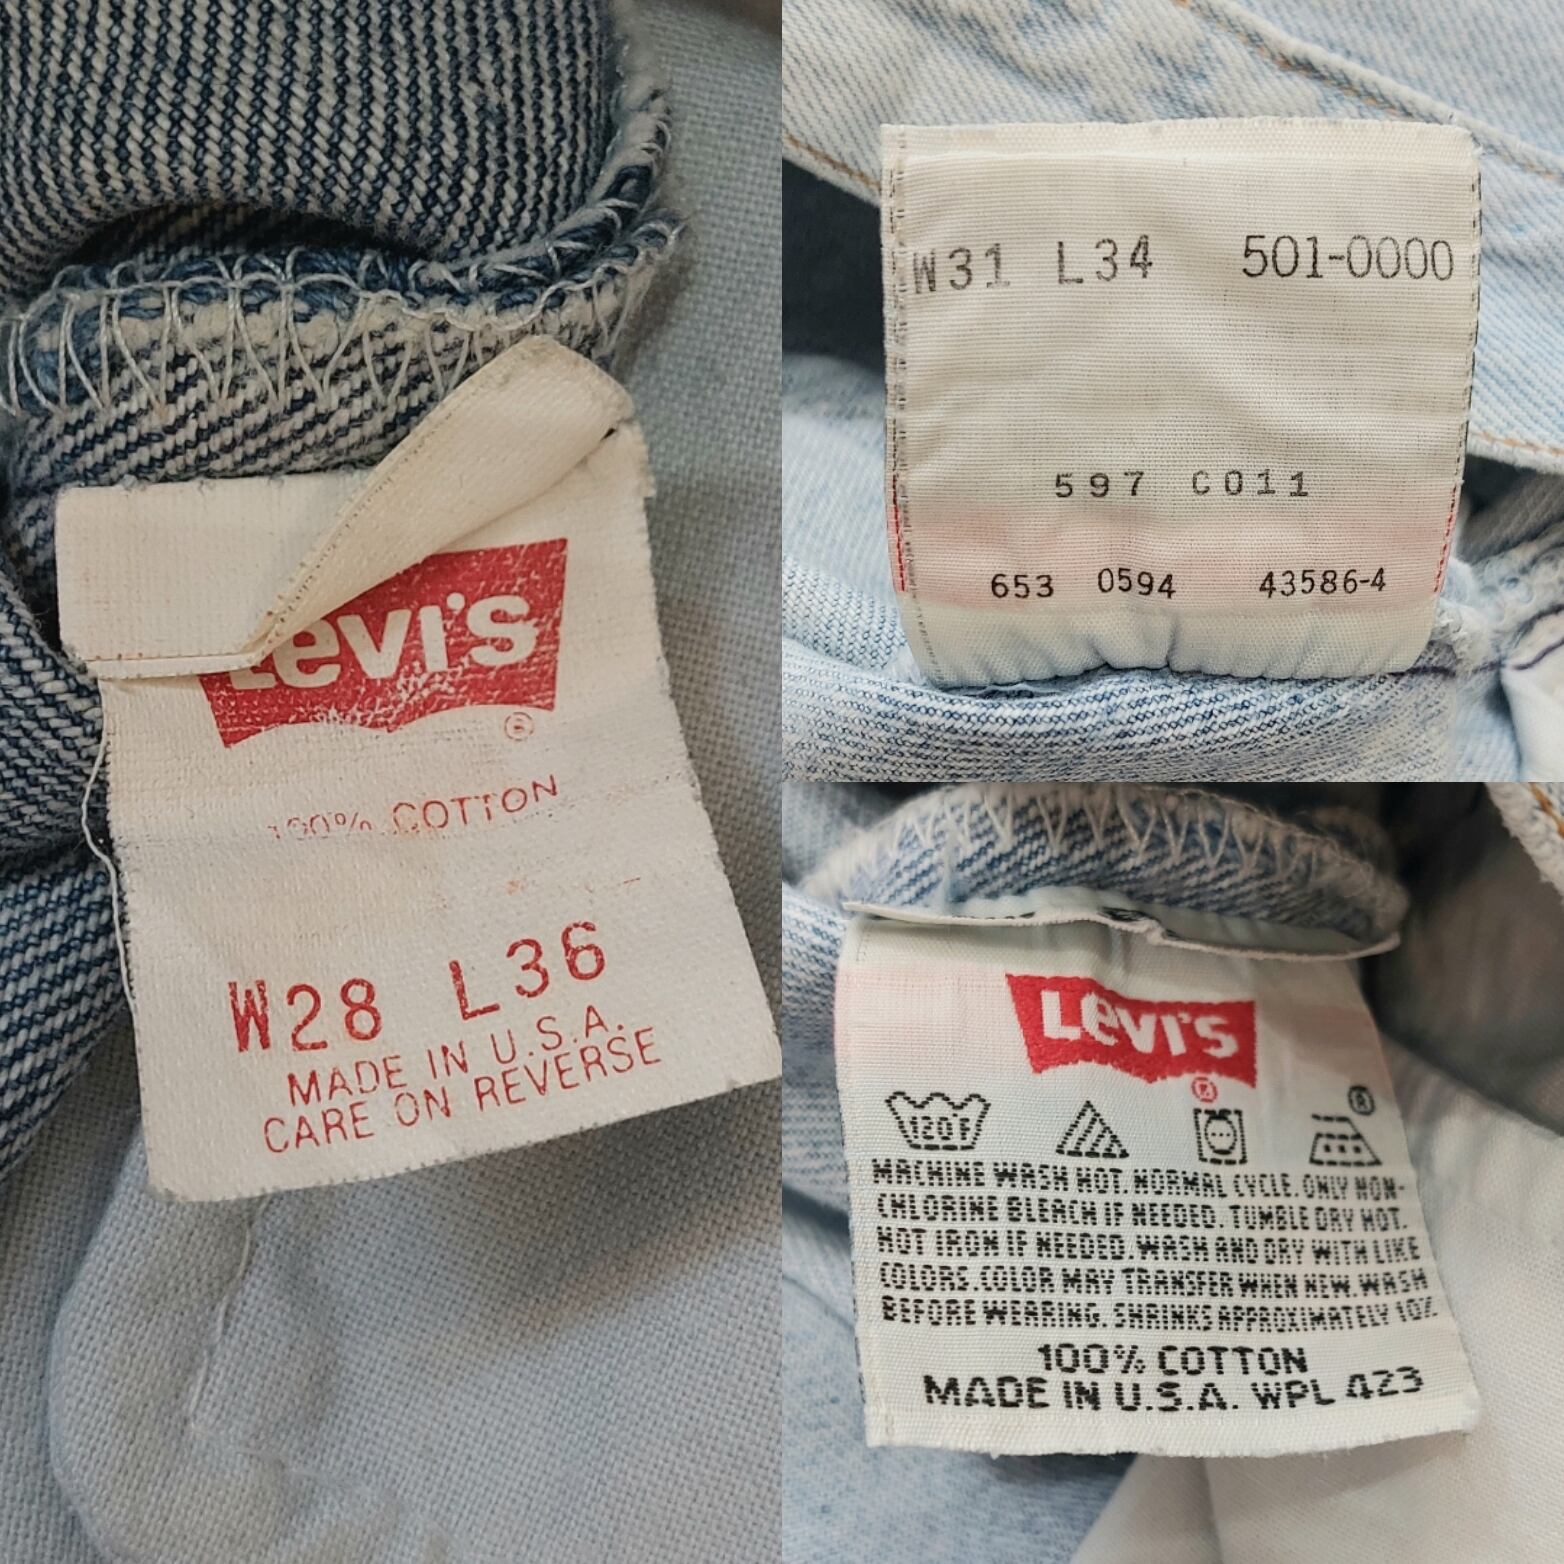 Levi's
®
100% COTTON
W28 L36
MADE IN U.S.A.
CARE ON REVERSE
W31 L34 501-0000
597 C011
653 0594 43586-4
Levi's
®
120°F
®
MACHINE WASH HOT. NORMAL CYCLE. ONLY NON-
CHLORINE BLEACH IF NEEDED. TUMBLE DRY HOT.
HOT IRON IF NEEDED. WASH AND DRY WITH LIKE
COLORS. COLOR MAY TRANSFER WHEN NEW. WASH
BEFORE WEARING. SHRINKS APPROXIMATELY 10%
100% COTTON
MADE IN U.S.A. WPL 423